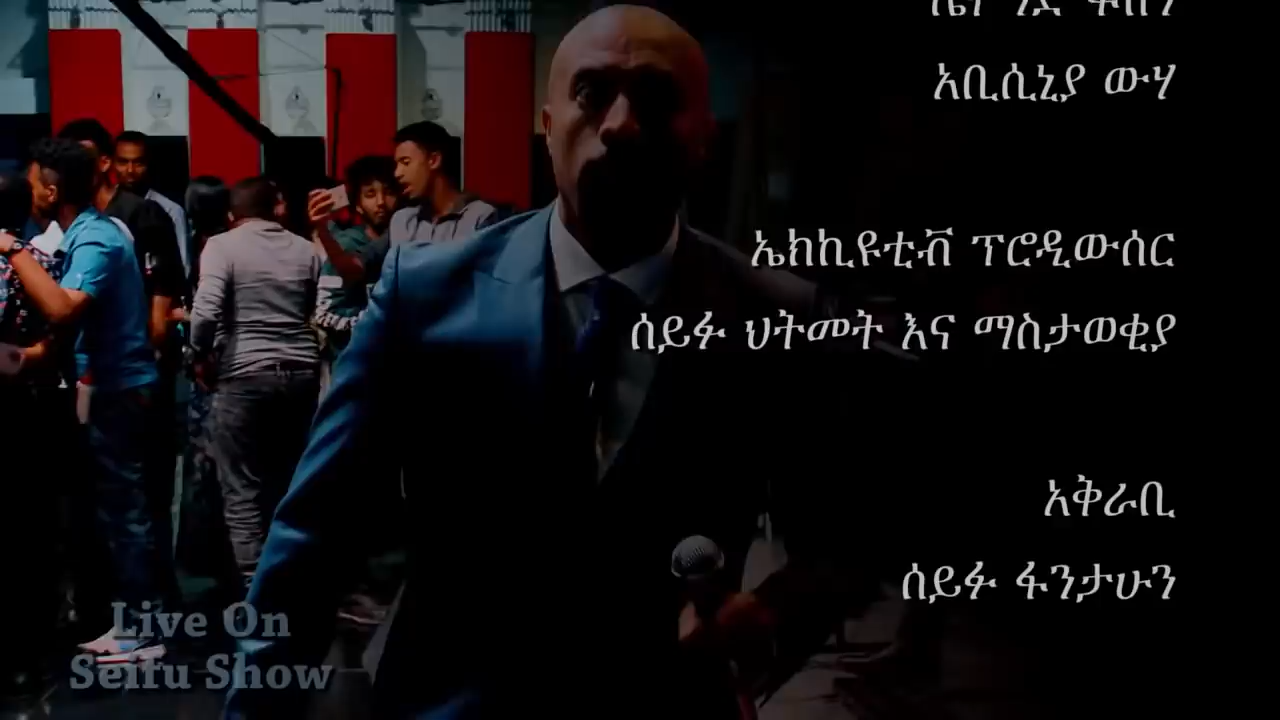 አቢሲኒያ ውሃ
ኤክኪዩቲቭ ፕሮዲውሰር
ሰይፉ ህትመት እና ማስታወቂያ
አቅራቢ
ሰይፉ ፋንታሁን
Live On
Seifu Show